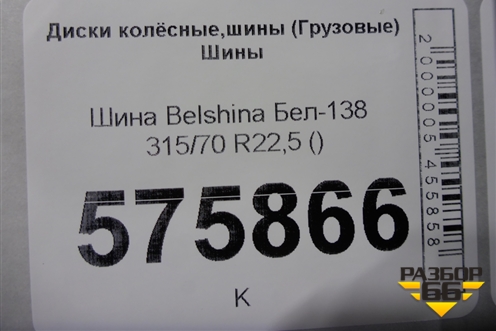 Диски колёсные,шины (Грузовые)
Шины
Шина Belshina Бел-138
315/70 R22,5 ()
575866
К
2000005455858
РАЗБОР
66